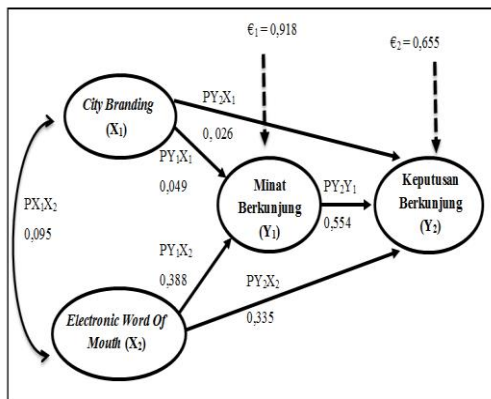 €₁ = 0,918
€₂ = 0,655
City Branding
(X₁)
PY₂X₁
0, 026
PY₁X₁
0,049
Minat
Berkunjung
(Y₁)
PY₂Y₁
0,554
Keputusan
Berkunjung
(Y₂)
PX₁X₂
0,095
PY₁X₂
0,388
PY₂X₂
0,335
Electronic Word Of
Mouth (X₂)